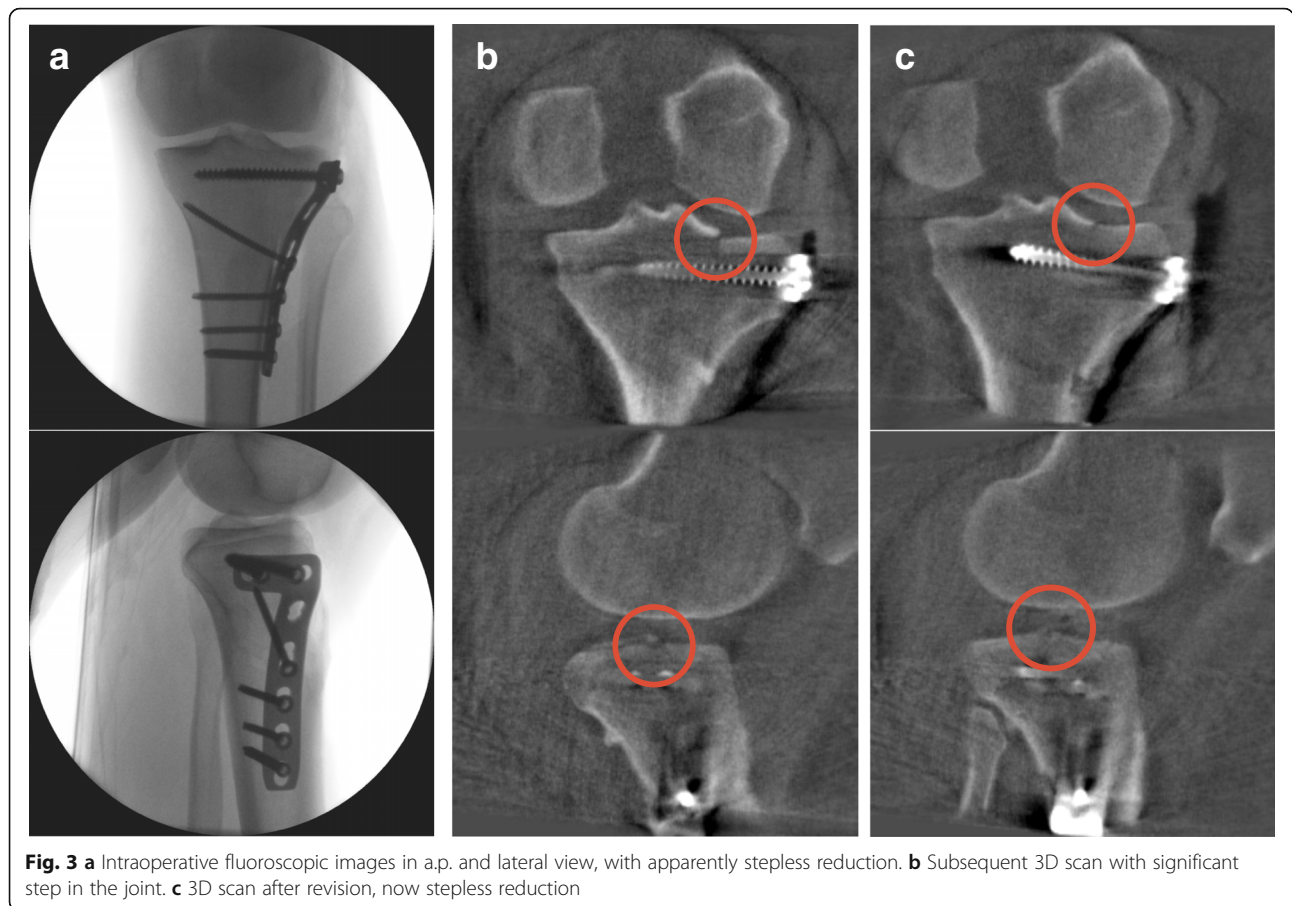 a
b
c
Fig. 3 a Intraoperative fluoroscopic images in a.p. and lateral view, with apparently stepless reduction. b Subsequent 3D scan with significant
step in the joint. c 3D scan after revision, now stepless reduction